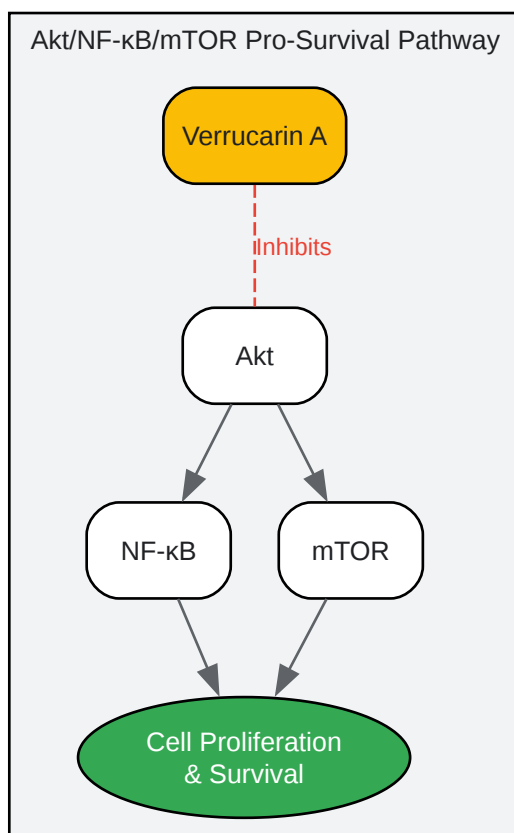 Akt/NF-κB/mTOR Pro-Survival Pathway
Verrucarin A
Inhibits
Akt
NF-κB
mTOR
Cell Proliferation
& Survival